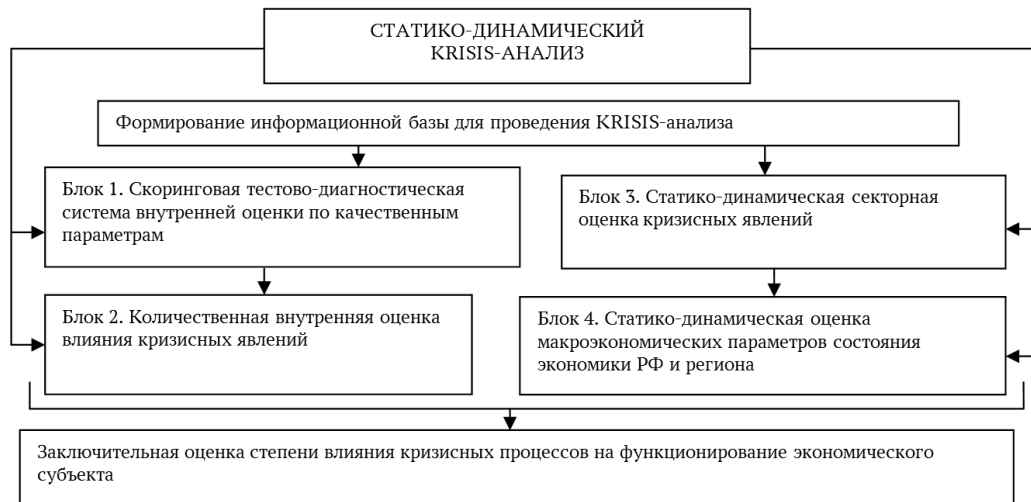 СТАТИКО-ДИНАМИЧЕСКИЙ
KRISIS-АНАЛИЗ
Формирование информационной базы для проведения KRISIS-анализа
Блок 1. Скоринговая тестово-диагностическая
система внутренней оценки по качественным
параметрам
Блок 3. Статико-динамическая секторная
оценка кризисных явлений
Блок 2. Количественная внутренняя оценка
влияния кризисных явлений
Блок 4. Статико-динамическая оценка
макроэкономических параметров состояния
экономики РФ и региона
Заключительная оценка степени влияния кризисных процессов на функционирование экономического
субъекта